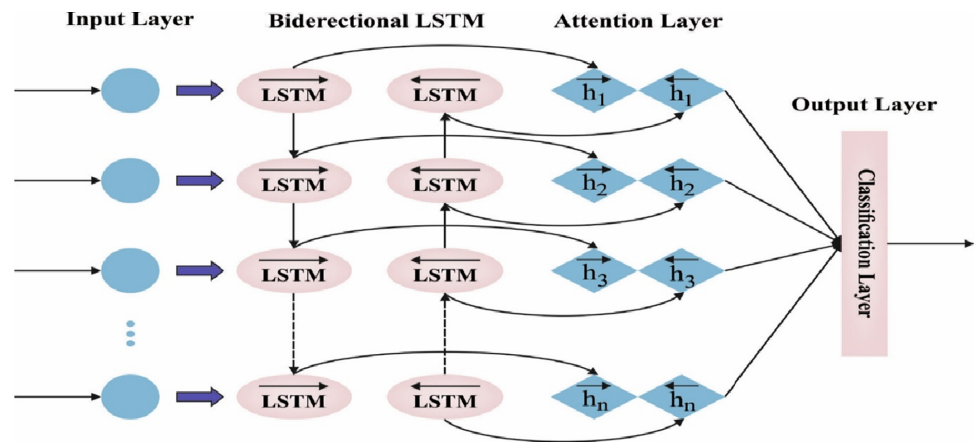 Input Layer
Biderectional LSTM
Attention Layer
Output Layer
LSTM LSTM h1 h1
LSTM LSTM h2 h2
LSTM LSTM h3 h3
LSTM LSTM hn hn
Classification Layer